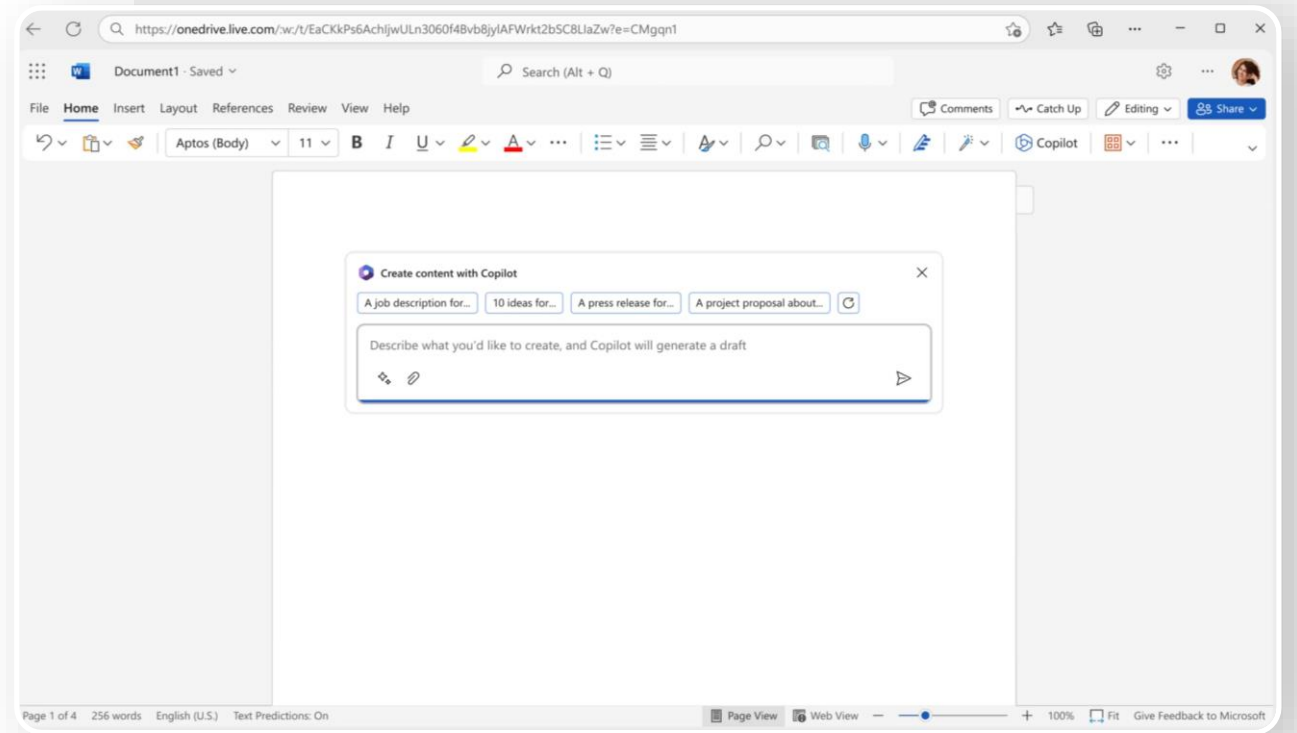 https://onedrive.live.com/:w:/t/EaCKkPs6AchIjwULn3060f4Bvb8jylAFWrkt2bSC8LIaZw?e=CMgqn1
W Document1 · Saved Search (Alt + Q)
File Home Insert Layout References Review View Help Comments Catch Up Editing Share
Aptos (Body) 11 B I U A A Copilot
Create content with Copilot
A job description for... 10 ideas for... A press release for... A project proposal about...
Describe what you'd like to create, and Copilot will generate a draft
Page 1 of 4 256 words English (U.S.) Text Predictions: On Page View Web View 100% Fit Give Feedback to Microsoft